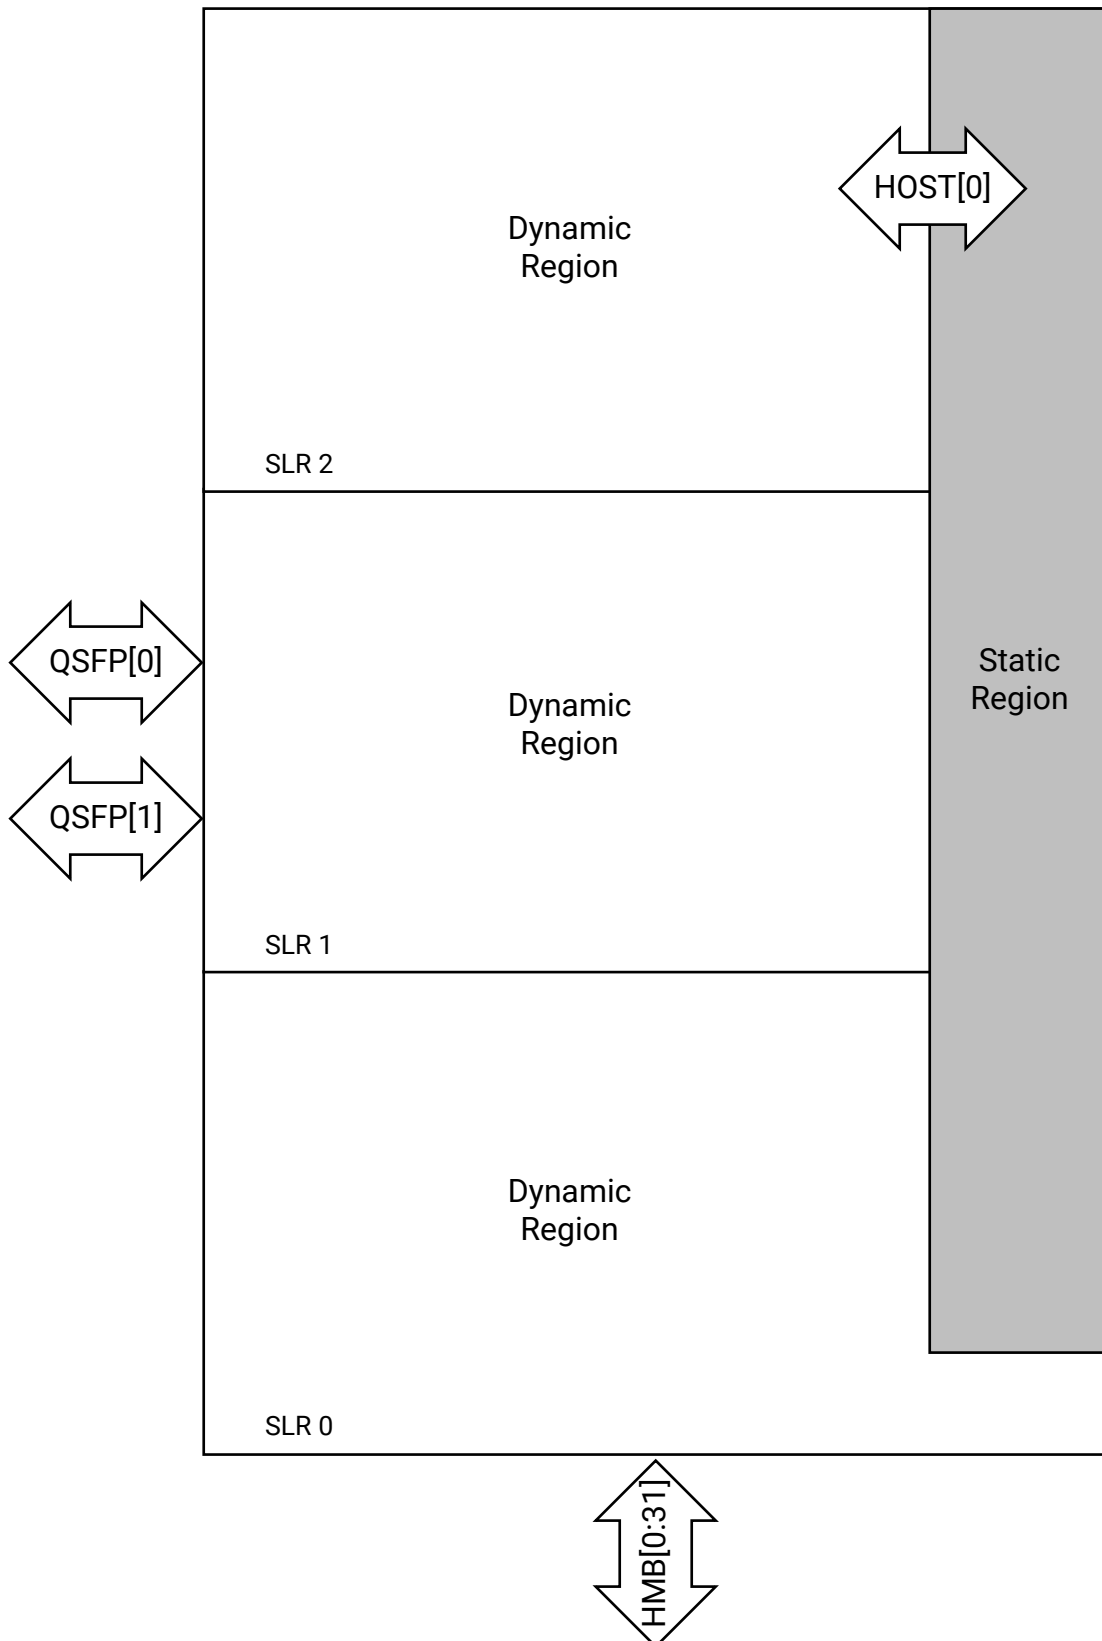 HOST[0]
Dynamic
Region
SLR 2
QSFP[0]
QSFP[1]
Dynamic
Region
Static
Region
SLR 1
Dynamic
Region
SLR 0
HMB[0:31]